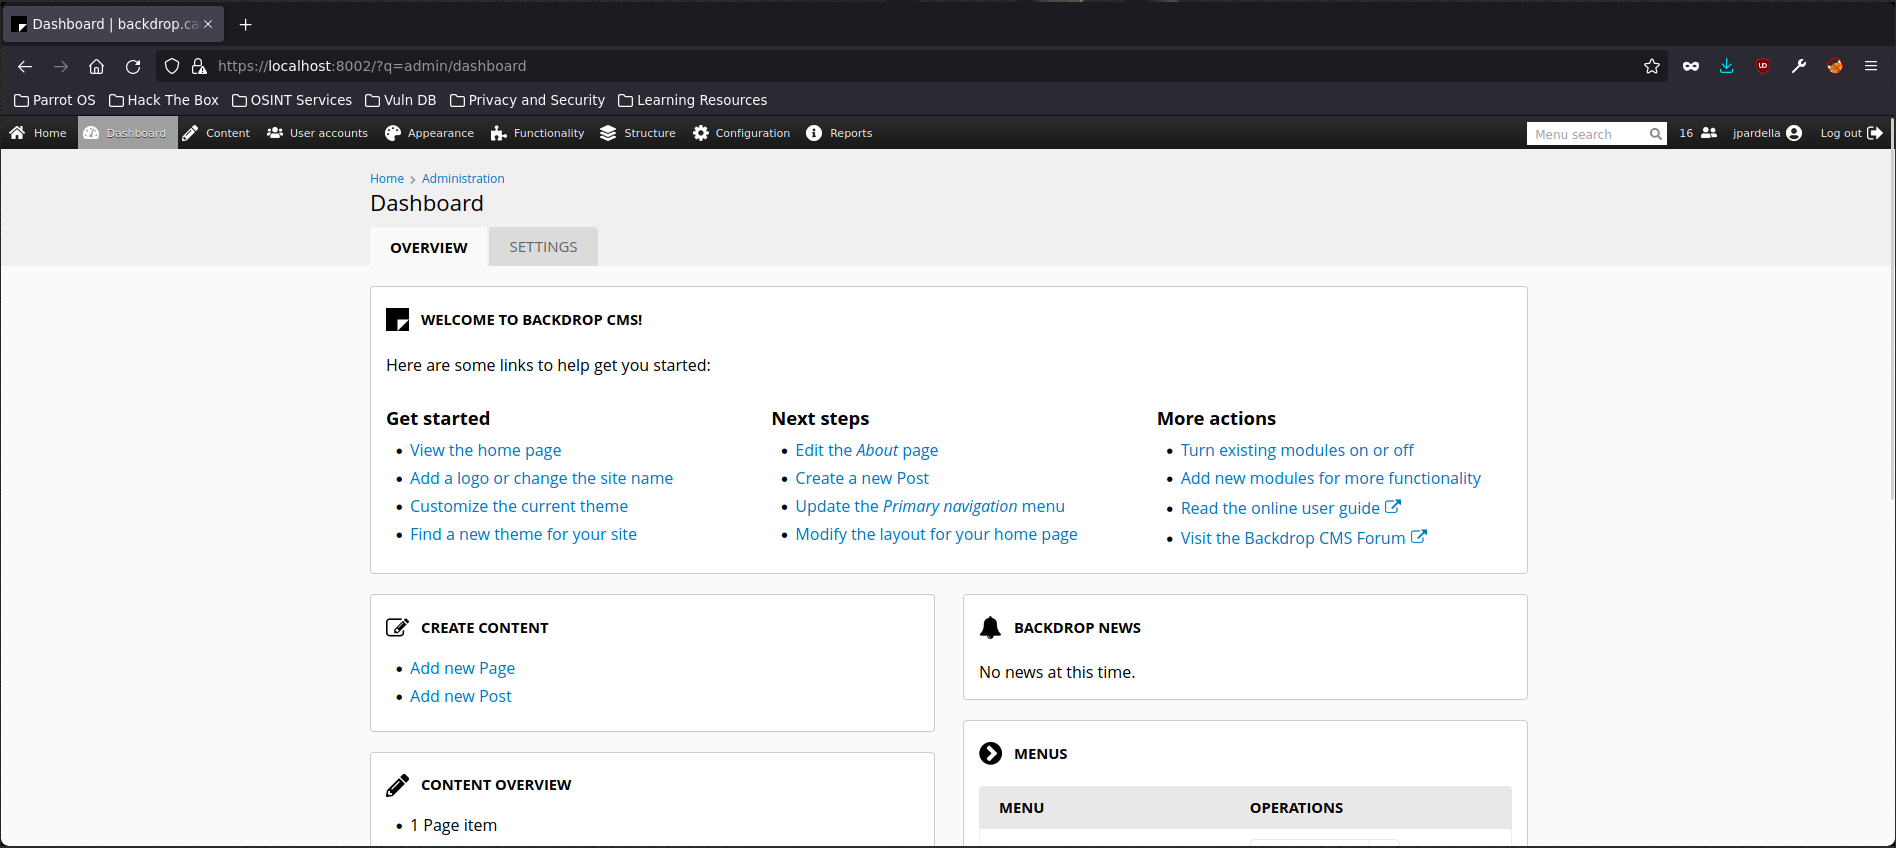 Dashboard | backdrop.ca
https://localhost:8002/?q=admin/dashboard
Parrot OS Hack The Box OSINT Services Vuln DB Privacy and Security Learning Resources
Home Dashboard Content User accounts Appearance Functionality Structure Configuration Reports Menu search 16 jpardella Log out
Home › Administration
Dashboard
OVERVIEW SETTINGS
WELCOME TO BACKDROP CMS!
Here are some links to help get you started:
Get started
• View the home page
• Add a logo or change the site name
• Customize the current theme
• Find a new theme for your site
Next steps
• Edit the About page
• Create a new Post
• Update the Primary navigation menu
• Modify the layout for your home page
More actions
• Turn existing modules on or off
• Add new modules for more functionality
• Read the online user guide
• Visit the Backdrop CMS Forum
CREATE CONTENT
• Add new Page
• Add new Post
CONTENT OVERVIEW
• 1 Page item
BACKDROP NEWS
No news at this time.
MENUS
MENU OPERATIONS